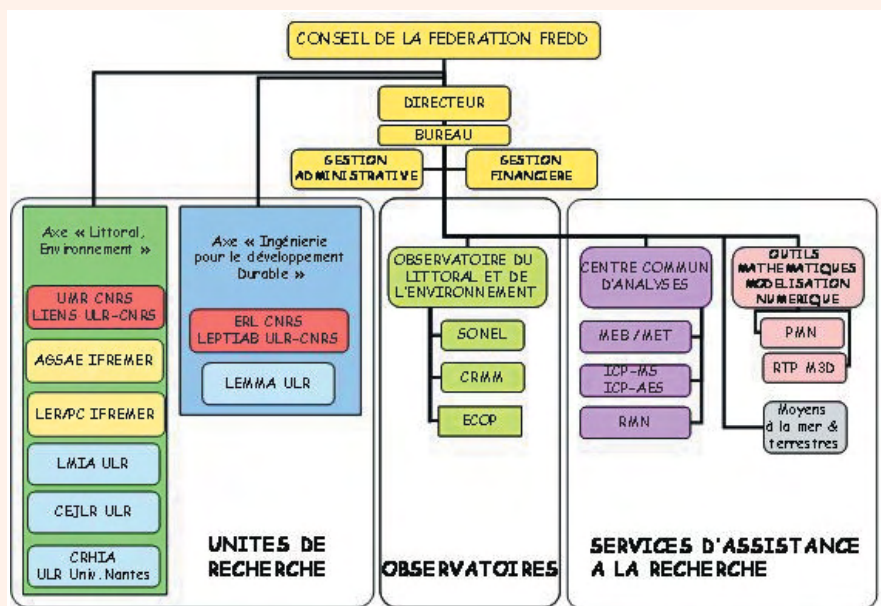 CONSEIL DE LA FEDERATION FREDD
DIRECTEUR
BUREAU
GESTION
ADMINISTRATIVE
GESTION
FINANCIERE
Axe « Littoral,
Environnement »
UMR CNRS
LIENS ULR-CNRS
AGSAE IFREMER
LER/PC IFREMER
LMIA ULR
CEJLR ULR
CRHIA
ULR Univ. Nantes
Axe « Ingénierie
pour le développement
Durable »
ERL CNRS
LEPTIAB ULR-CNRS
LEMMA ULR
UNITES DE
RECHERCHE
OBSERVATOIRE DU
LITTORAL ET DE
L'ENVIRONNEMENT
SONEL
CRMM
ECOP
OBSERVATOIRES
CENTRE COMMUN
D'ANALYSES
MEB/MET
ICP-MS
ICP-AES
RMN
OUTILS
MATHEMATIQUES
MODELISATION
NUMERIQUE
PMN
RTP M3D
Moyens
à la mer &
terrestres
SERVICES D'ASSISTANCE
A LA RECHERCHE